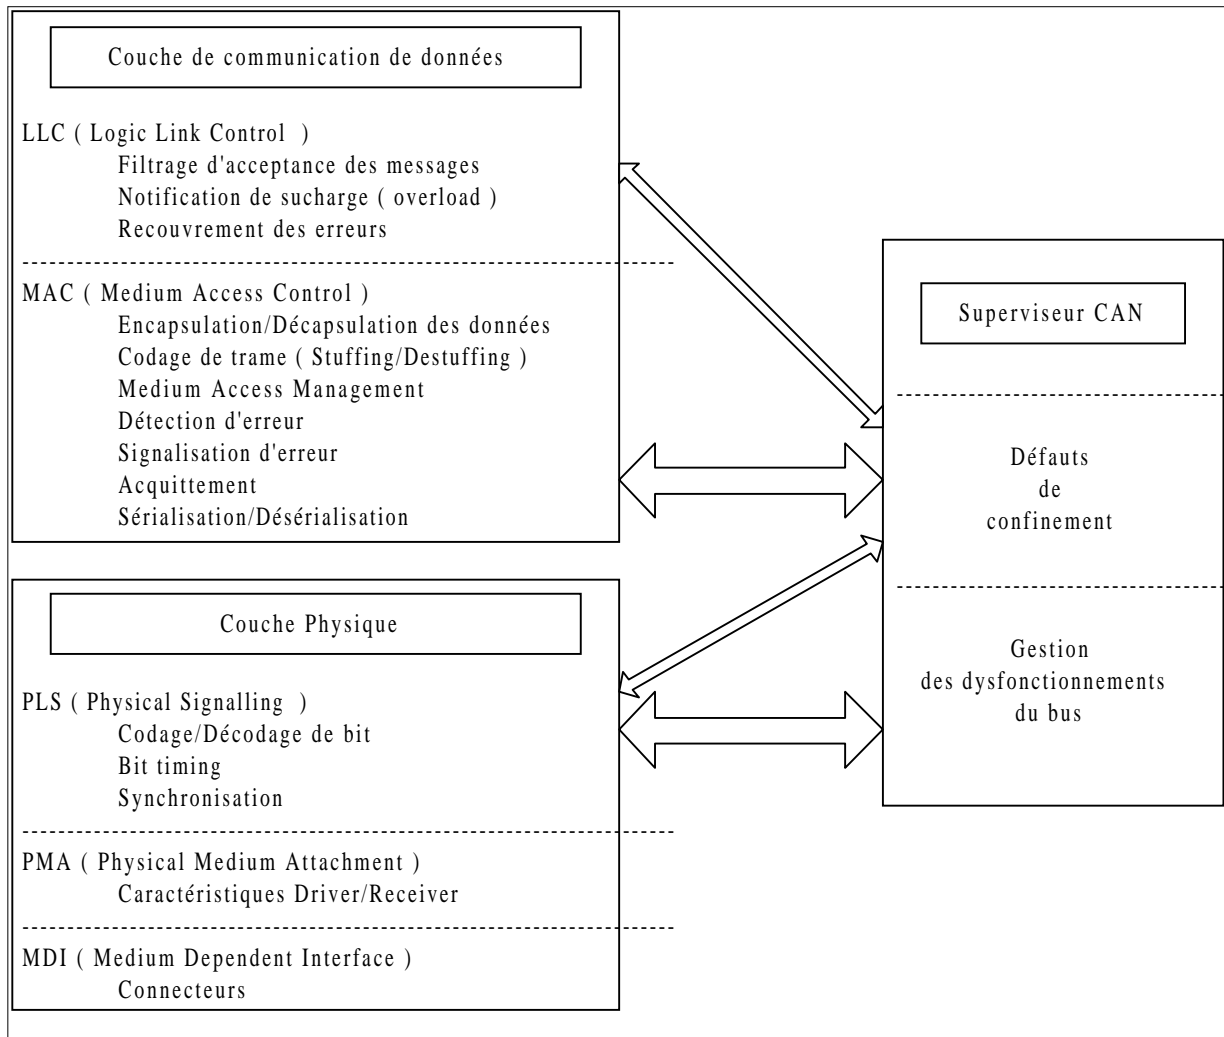 Couche de communication de données
LLC ( Logic Link Control )
Filtrage d'acceptance des messages
Notification de sucharge ( overload )
Recouvrement des erreurs
MAC ( Medium Access Control )
Encapsulation/Décapsulation des données
Codage de trame ( Stuffing/Destuffing )
Medium Access Management
Détection d'erreur
Signalisation d'erreur
Acquittement
Sérialisation/Désérialisation
Couche Physique
PLS ( Physical Signalling )
Codage/Décodage de bit
Bit timing
Synchronisation
PMA ( Physical Medium Attachment )
Caractéristiques Driver/Receiver
MDI ( Medium Dependent Interface )
Connecteurs
Superviseur CAN
Défauts
de
confinement
Gestion
des dysfonctionnements
du bus